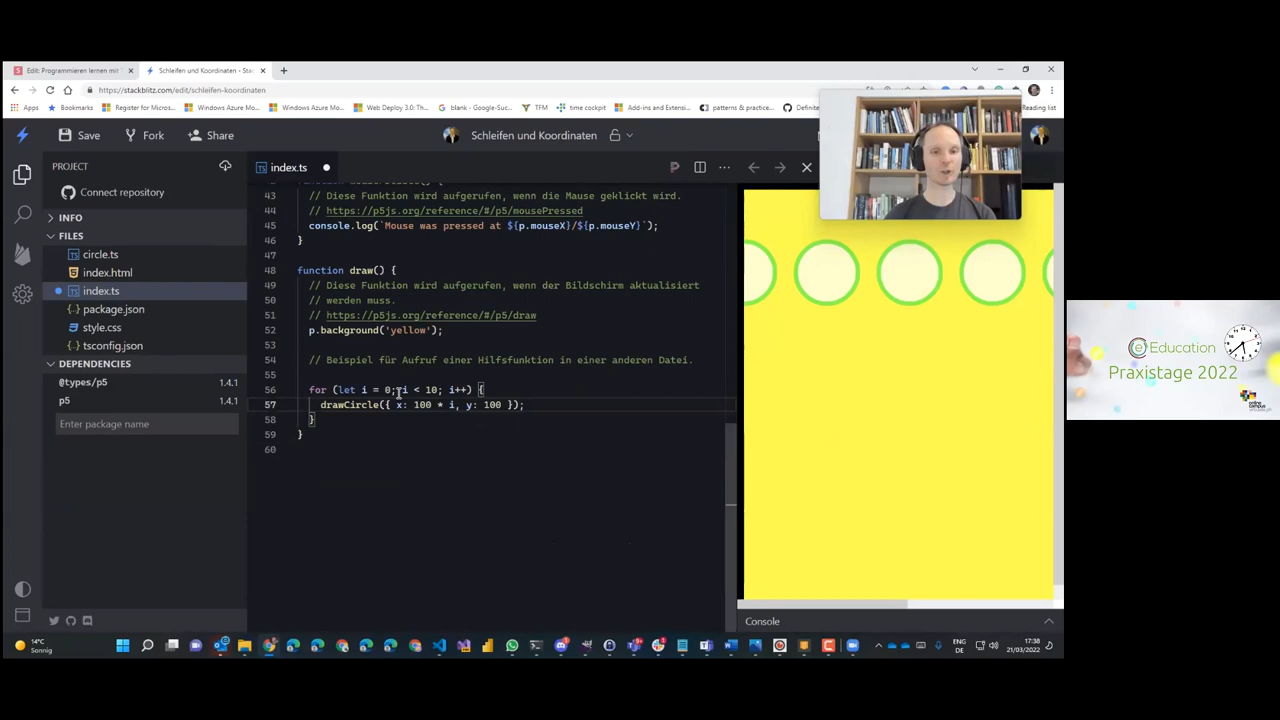 Edit: Programmieren lernen mit
Schleifen und Koordinaten - Stac
https://stackblitz.com/edit/schleifen-koordinaten
Apps
Bookmarks
Register for Micros...
Windows Azure Mo...
Windows Azure Mo...
Web Deploy 3.0: Th...
blank - Google-Suc...
TFM
time cockpit
Add-ins and Extensi...
patterns & practice...
Reading list
Save
Fork
Share
Schleifen und Koordinaten
PROJECT
Connect repository
INFO
FILES
circle.ts
index.html
index.ts
package.json
style.css
tsconfig.json
DEPENDENCIES
@types/p5 1.4.1
p5 1.4.1
Enter package name
index.ts
43 // Diese Funktion wird aufgerufen, wenn die Mause geklickt wird.
44 // https://p5js.org/reference/#/p5/mousePressed
45 console.log(`Mouse was pressed at ${p.mouseX}/${p.mouseY}`);
46 }
47
48 function draw() {
49 // Diese Funktion wird aufgerufen, wenn der Bildschirm aktualisiert
50 // werden muss.
51 // https://p5js.org/reference/#/p5/draw
52 p.background('yellow');
53
54 // Beispiel für Aufruf einer Hilfsfunktion in einer anderen Datei.
55
56 for (let i = 0; i < 10; i++) {
57 drawCircle({ x: 100 * i, y: 100 });
58 }
59 }
60
Console
eEducation
Praxistage 2022
14°C
Sonnig
ENG
DE
17:38
21/03/2022